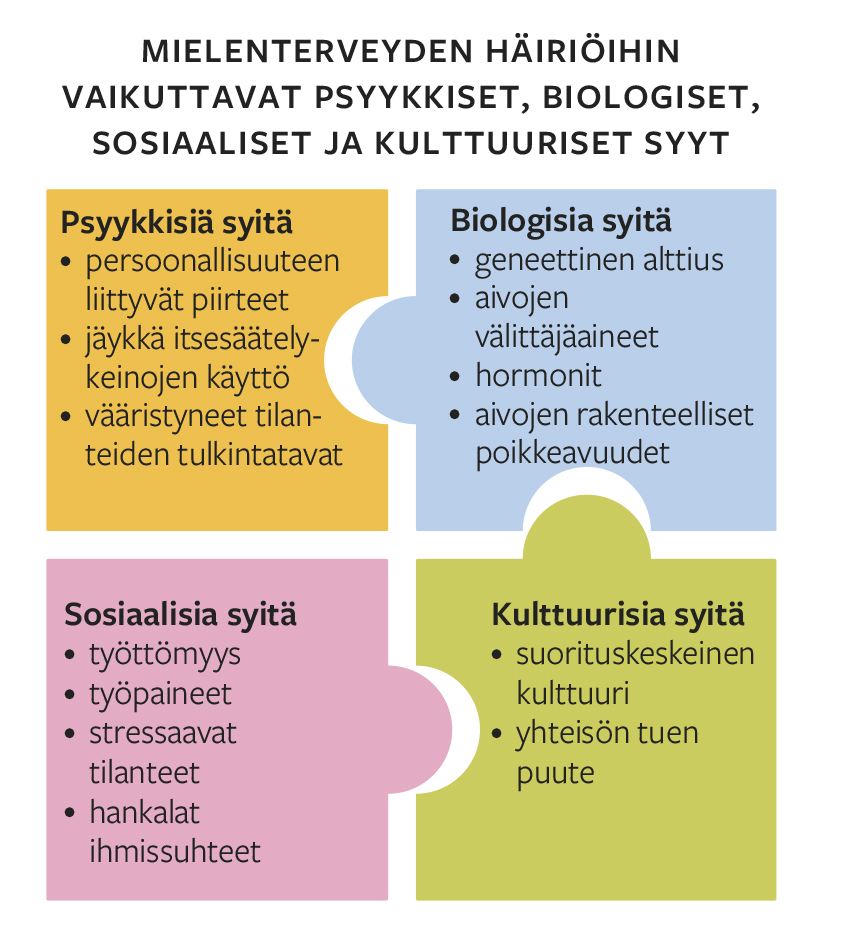 MIELENTERVEYDEN HÄIRIÖIHIN
VAIKUTTAVAT PSYYKKISET, BIOLOGISET,
SOSIAALISET JA KULTTUURISET SYYT
Psyykkisiä syitä
• persoonallisuuteen
liittyvät piirteet
• jäykkä itsesäätely-
keinojen käyttö
• vääristyneet tilan-
teiden tulkintatavat
Biologisia syitä
• geneettinen alttius
• aivojen
välittäjäaineet
• hormonit
• aivojen rakenteelliset
poikkeavuudet
Sosiaalisia syitä
• työttömyys
• työpaineet
• stressaavat
tilanteet
• hankalat
ihmissuhteet
Kulttuurisia syitä
• suorituskeskeinen
kulttuuri
• yhteisön tuen
puute